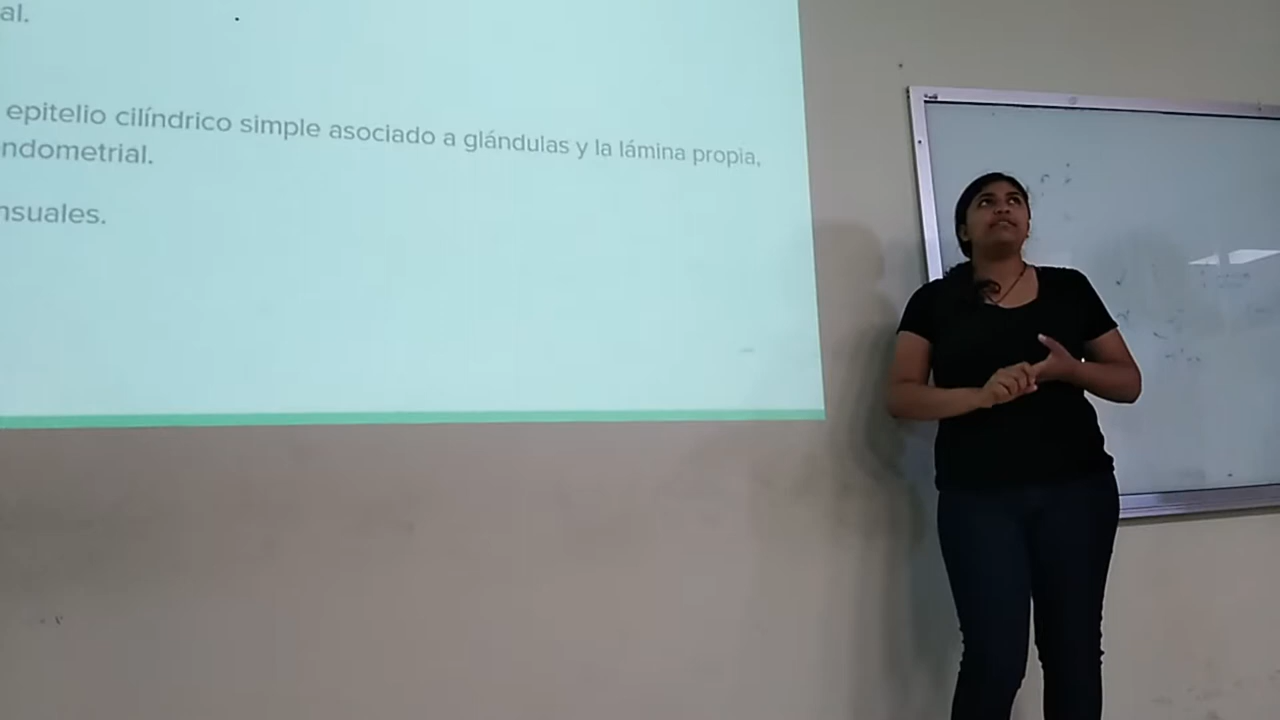 al.
epitelio cilíndrico simple asociado a glándulas y la lámina propia,
ndometrial.
nsuales.